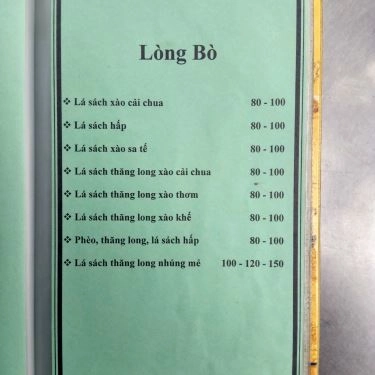 Lòng Bò
❖ Lá sách xào cải chua 80 - 100
❖ Lá sách hấp 80 - 100
❖ Lá sách xào sa tế 80 - 100
❖ Lá sách thăng long xào cải chua 80 - 100
❖ Lá sách thăng long xào thơm 80 - 100
❖ Lá sách thăng long xào khế 80 - 100
❖ Phèo, thăng long, lá sách hấp 80 - 100
❖ Lá sách thăng long nhúng mẻ 100 - 120 - 150